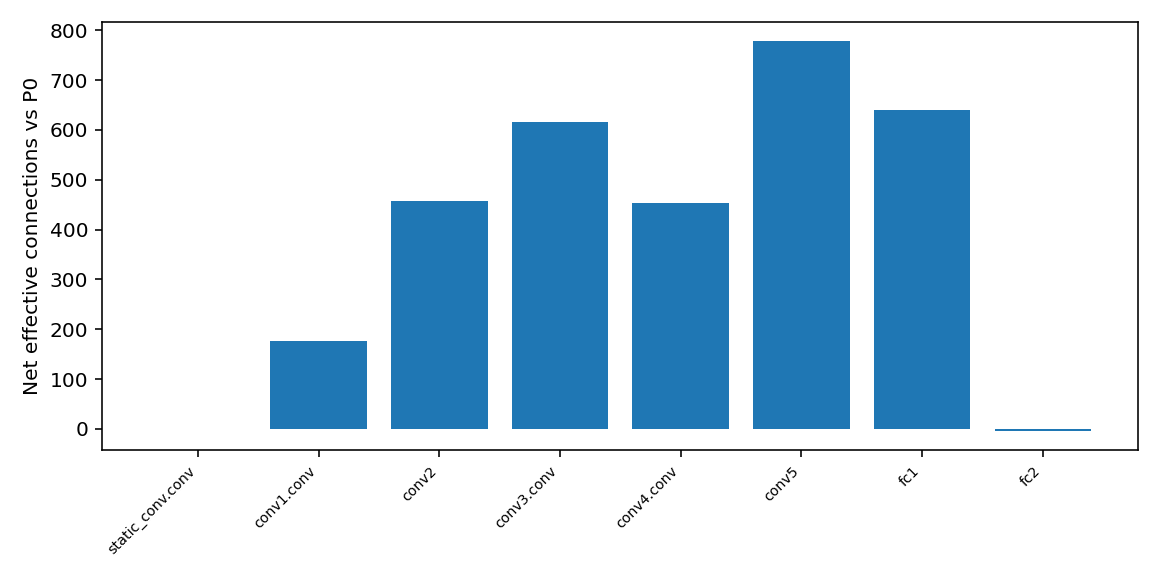 Net effective connections vs P0
800
700
600
500
400
300
200
100
0
static_conv.conv
conv1.conv
conv2
conv3.conv
conv4.conv
conv5
fc1
fc2